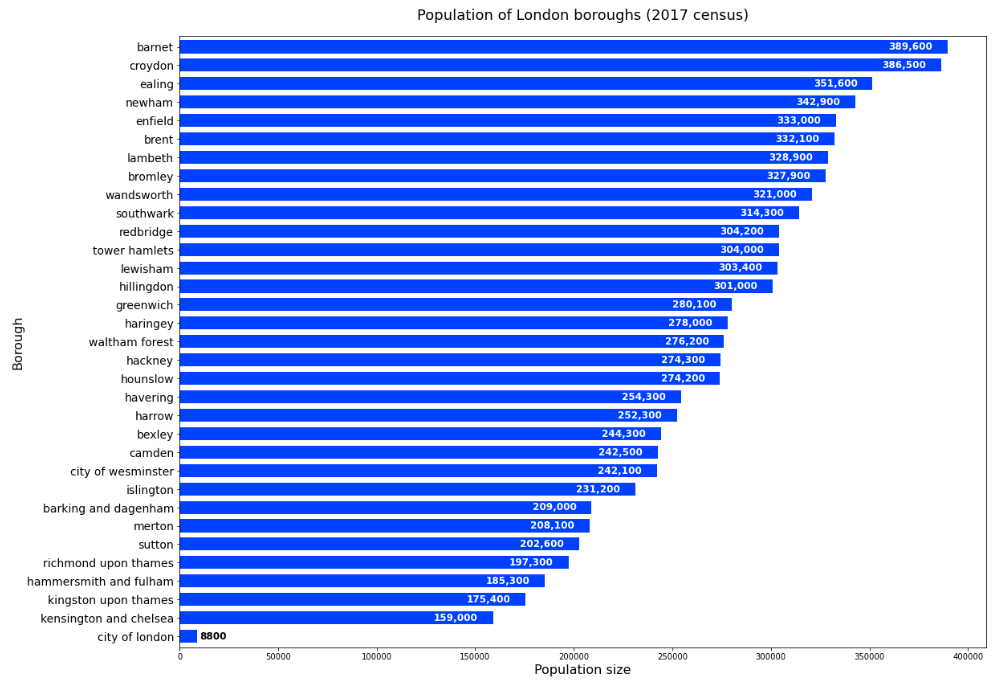 Population of London boroughs (2017 census)
Borough
barnet 389,600
croydon 386,500
ealing 351,600
newham 342,900
enfield 333,000
brent 332,100
lambeth 328,900
bromley 327,900
wandsworth 321,000
southwark 314,300
redbridge 304,200
tower hamlets 304,000
lewisham 303,400
hillingdon 301,000
greenwich 280,100
haringey 278,000
waltham forest 276,200
hackney 274,300
hounslow 274,200
havering 254,300
harrow 252,300
bexley 244,300
camden 242,500
city of wesminster 242,100
islington 231,200
barking and dagenham 209,000
merton 208,100
sutton 202,600
richmond upon thames 197,300
hammersmith and fulham 185,300
kingston upon thames 175,400
kensington and chelsea 159,000
city of london 8800
0 50000 100000 150000 200000 250000 300000 350000 400000
Population size